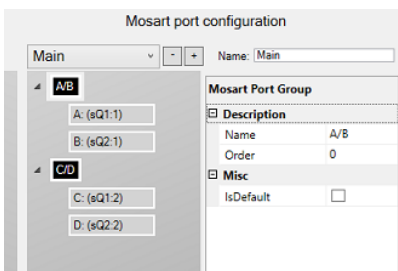 Mosart port configuration
Main - + Name: Main
A/B
A: (sQ1:1)
B: (sQ2:1)
C/D
C: (sQ1:2)
D: (sQ2:2)
Mosart Port Group
Description
Name A/B
Order 0
Misc
IsDefault